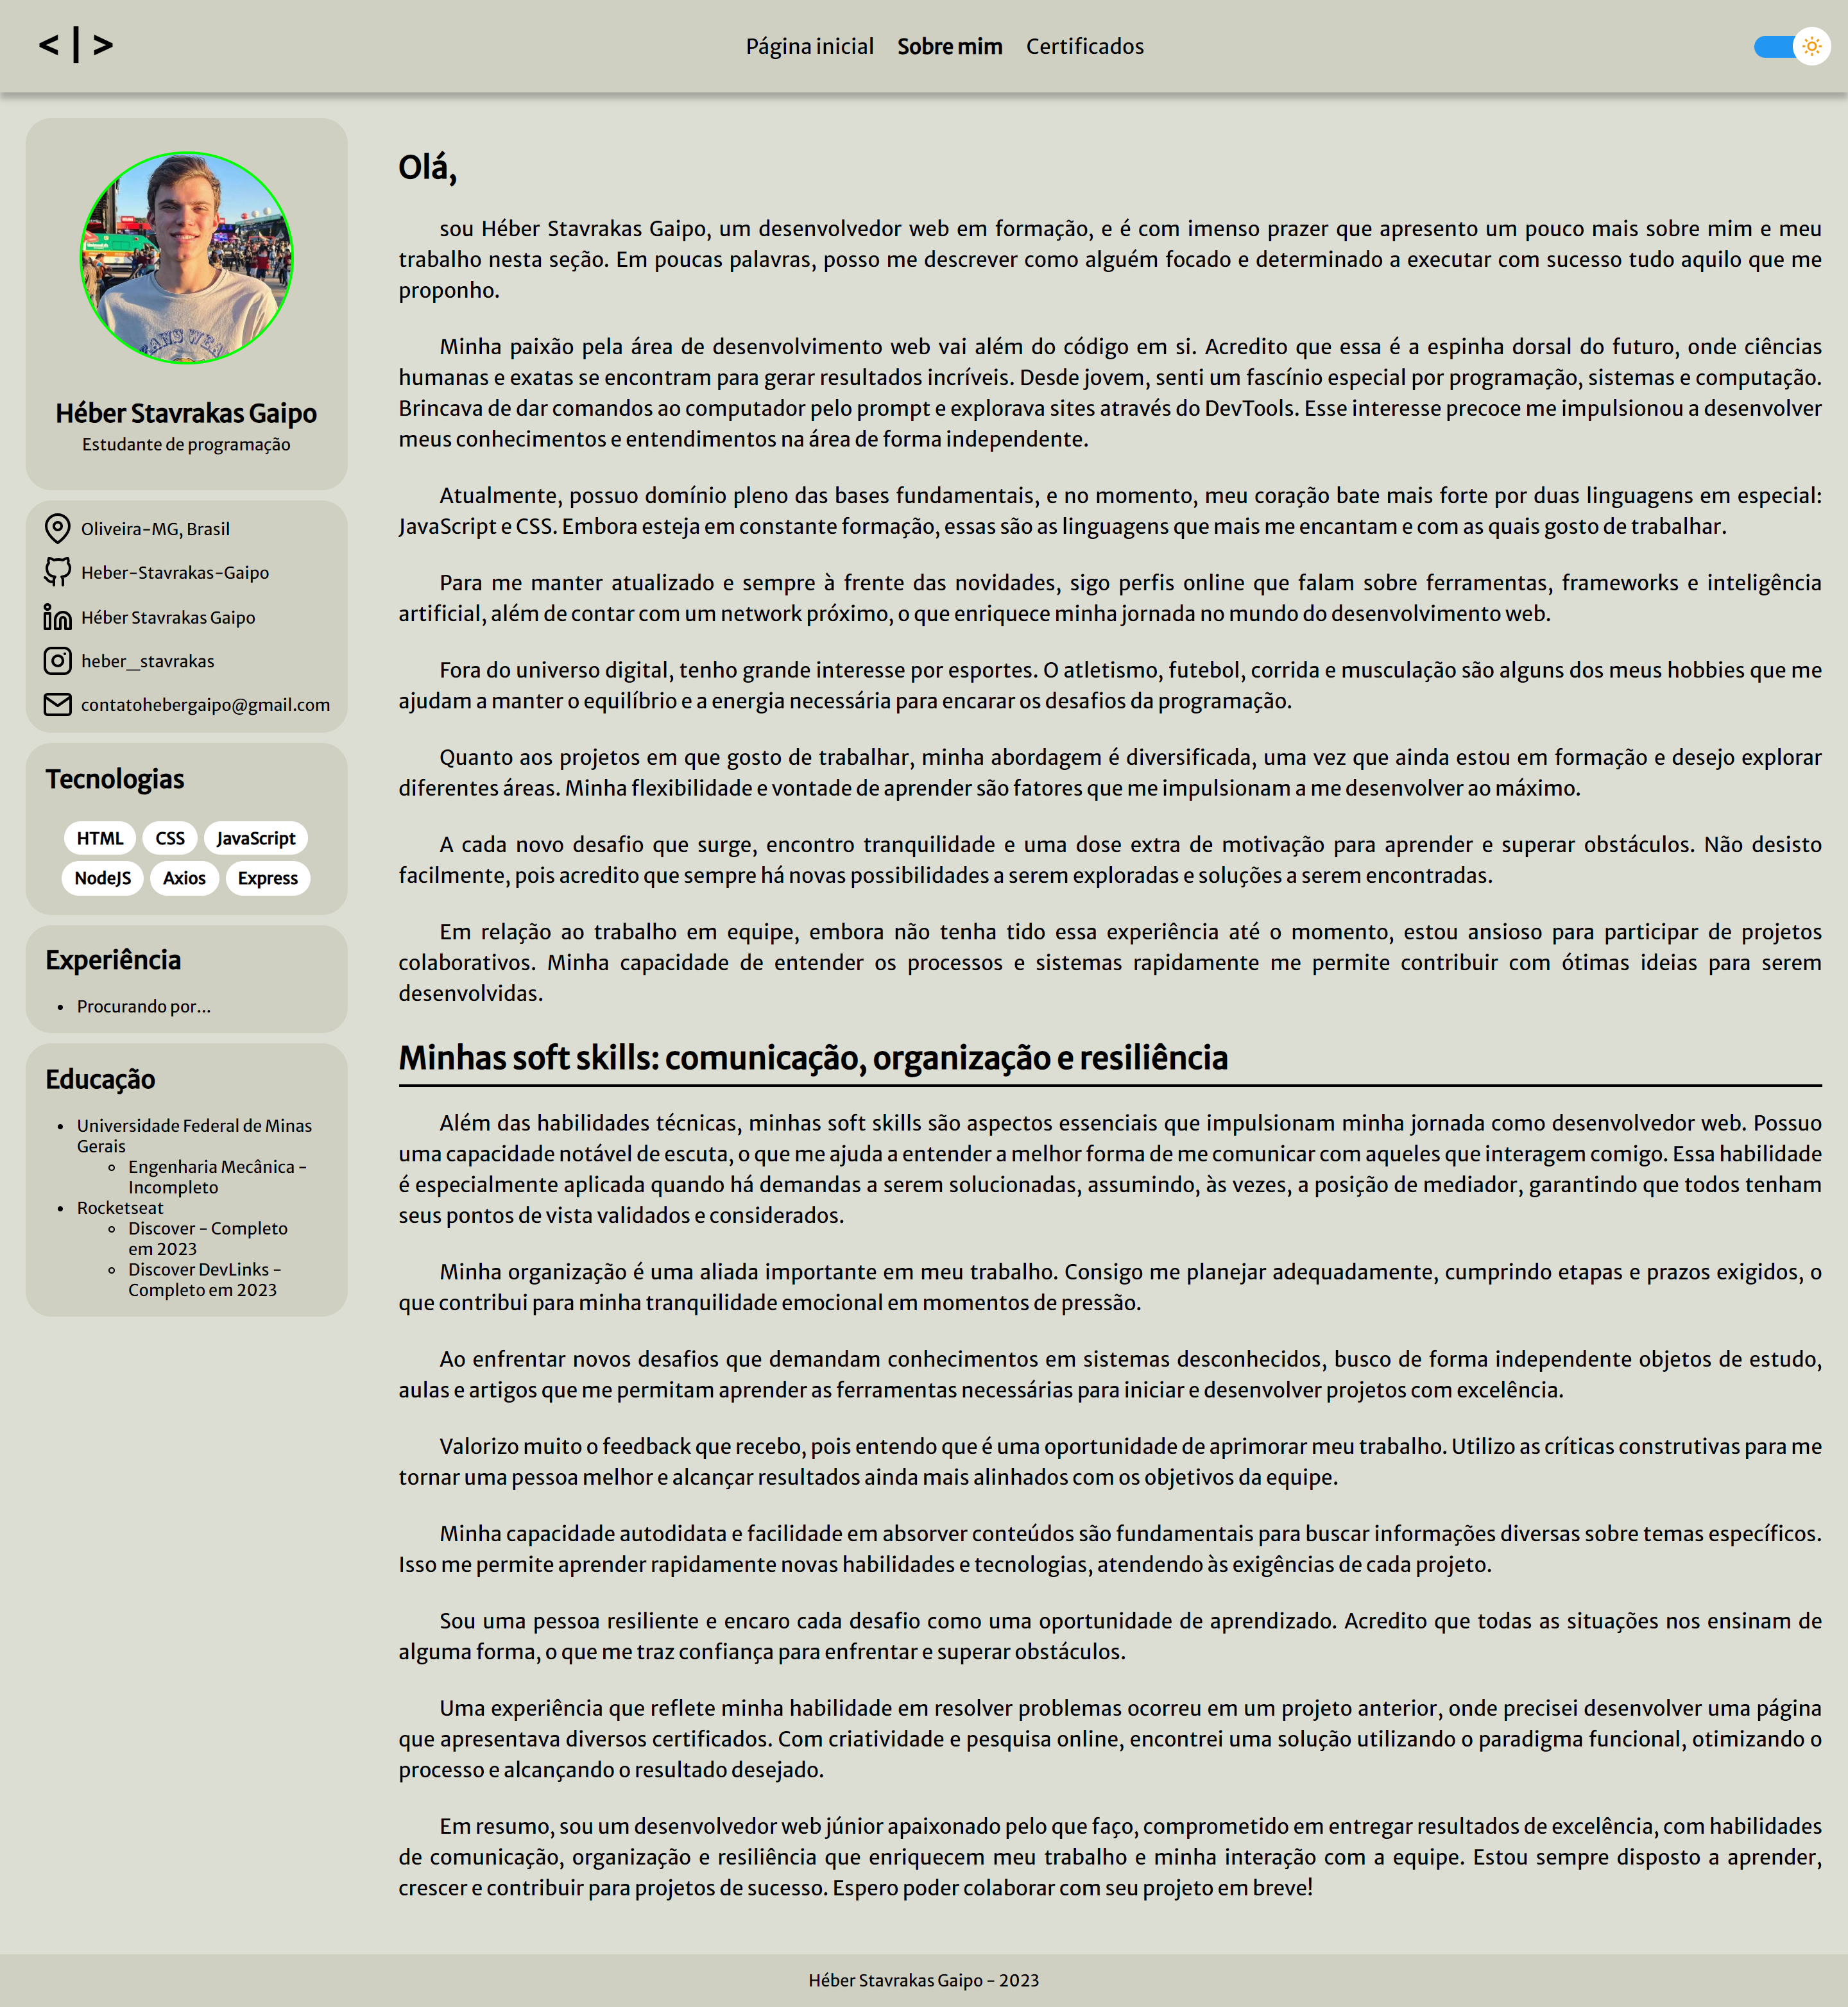 < | >
Página inicial Sobre mim Certificados
Héber Stavrakas Gaipo
Estudante de programação
Oliveira-MG, Brasil
Heber-Stavrakas-Gaipo
Héber Stavrakas Gaipo
heber_stavrakas
contatohebergaipo@gmail.com
Tecnologias
HTML CSS JavaScript
NodeJS Axios Express
Experiência
• Procurando por...
Educação
• Universidade Federal de Minas
Gerais
◦ Engenharia Mecânica -
Incompleto
• Rocketseat
◦ Discover - Completo
em 2023
◦ Discover DevLinks -
Completo em 2023
Olá,
sou Héber Stavrakas Gaipo, um desenvolvedor web em formação, e é com imenso prazer que apresento um pouco mais sobre mim e meu
trabalho nesta seção. Em poucas palavras, posso me descrever como alguém focado e determinado a executar com sucesso tudo aquilo que me
proponho.
Minha paixão pela área de desenvolvimento web vai além do código em si. Acredito que essa é a espinha dorsal do futuro, onde ciências
humanas e exatas se encontram para gerar resultados incríveis. Desde jovem, senti um fascínio especial por programação, sistemas e computação.
Brincava de dar comandos ao computador pelo prompt e explorava sites através do DevTools. Esse interesse precoce me impulsionou a desenvolver
meus conhecimentos e entendimentos na área de forma independente.
Atualmente, possuo domínio pleno das bases fundamentais, e no momento, meu coração bate mais forte por duas linguagens em especial:
JavaScript e CSS. Embora esteja em constante formação, essas são as linguagens que mais me encantam e com as quais gosto de trabalhar.
Para me manter atualizado e sempre à frente das novidades, sigo perfis online que falam sobre ferramentas, frameworks e inteligência
artificial, além de contar com um network próximo, o que enriquece minha jornada no mundo do desenvolvimento web.
Fora do universo digital, tenho grande interesse por esportes. O atletismo, futebol, corrida e musculação são alguns dos meus hobbies que me
ajudam a manter o equilíbrio e a energia necessária para encarar os desafios da programação.
Quanto aos projetos em que gosto de trabalhar, minha abordagem é diversificada, uma vez que ainda estou em formação e desejo explorar
diferentes áreas. Minha flexibilidade e vontade de aprender são fatores que me impulsionam a me desenvolver ao máximo.
A cada novo desafio que surge, encontro tranquilidade e uma dose extra de motivação para aprender e superar obstáculos. Não desisto
facilmente, pois acredito que sempre há novas possibilidades a serem exploradas e soluções a serem encontradas.
Em relação ao trabalho em equipe, embora não tenha tido essa experiência até o momento, estou ansioso para participar de projetos
colaborativos. Minha capacidade de entender os processos e sistemas rapidamente me permite contribuir com ótimas ideias para serem
desenvolvidas.
Minhas soft skills: comunicação, organização e resiliência
Além das habilidades técnicas, minhas soft skills são aspectos essenciais que impulsionam minha jornada como desenvolvedor web. Possuo
uma capacidade notável de escuta, o que me ajuda a entender a melhor forma de me comunicar com aqueles que interagem comigo. Essa habilidade
é especialmente aplicada quando há demandas a serem solucionadas, assumindo, às vezes, a posição de mediador, garantindo que todos tenham
seus pontos de vista validados e considerados.
Minha organização é uma aliada importante em meu trabalho. Consigo me planejar adequadamente, cumprindo etapas e prazos exigidos, o
que contribui para minha tranquilidade emocional em momentos de pressão.
Ao enfrentar novos desafios que demandam conhecimentos em sistemas desconhecidos, busco de forma independente objetos de estudo,
aulas e artigos que me permitam aprender as ferramentas necessárias para iniciar e desenvolver projetos com excelência.
Valorizo muito o feedback que recebo, pois entendo que é uma oportunidade de aprimorar meu trabalho. Utilizo as críticas construtivas para me
tornar uma pessoa melhor e alcançar resultados ainda mais alinhados com os objetivos da equipe.
Minha capacidade autodidata e facilidade em absorver conteúdos são fundamentais para buscar informações diversas sobre temas específicos.
Isso me permite aprender rapidamente novas habilidades e tecnologias, atendendo às exigências de cada projeto.
Sou uma pessoa resiliente e encaro cada desafio como uma oportunidade de aprendizado. Acredito que todas as situações nos ensinam de
alguma forma, o que me traz confiança para enfrentar e superar obstáculos.
Uma experiência que reflete minha habilidade em resolver problemas ocorreu em um projeto anterior, onde precisei desenvolver uma página
que apresentava diversos certificados. Com criatividade e pesquisa online, encontrei uma solução utilizando o paradigma funcional, otimizando o
processo e alcançando o resultado desejado.
Em resumo, sou um desenvolvedor web júnior apaixonado pelo que faço, comprometido em entregar resultados de excelência, com habilidades
de comunicação, organização e resiliência que enriquecem meu trabalho e minha interação com a equipe. Estou sempre disposto a aprender,
crescer e contribuir para projetos de sucesso. Espero poder colaborar com seu projeto em breve!
Héber Stavrakas Gaipo - 2023